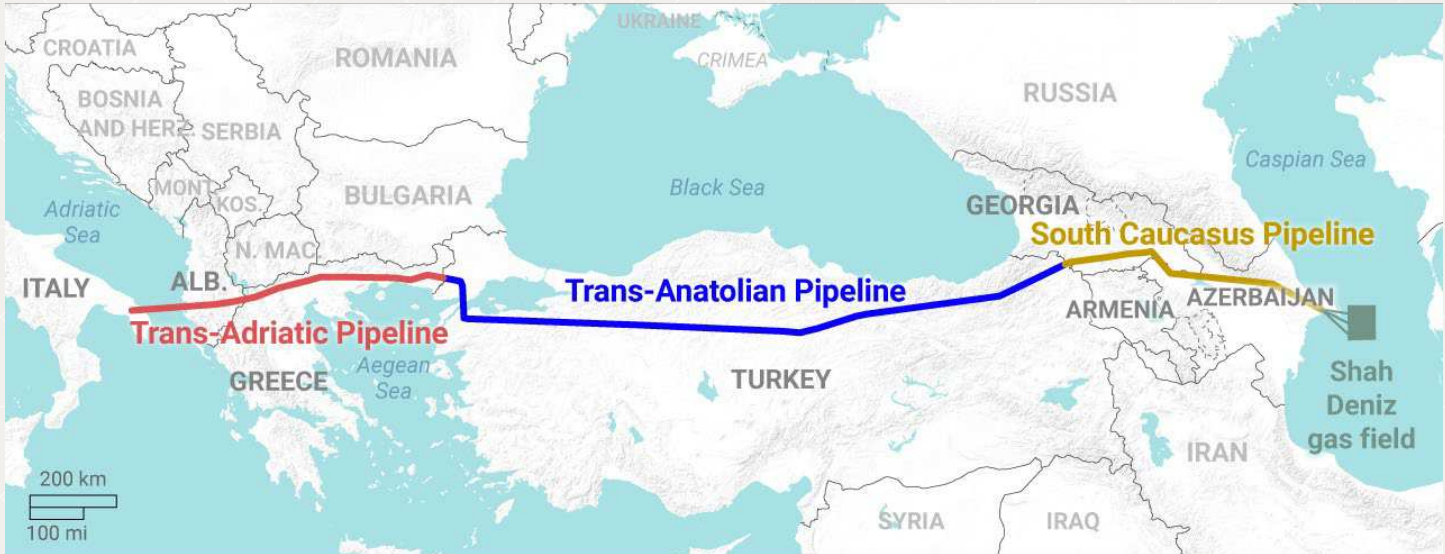 UKRAINE
CROATIA
ROMANIA
CRIMEA
RUSSIA
BOSNIA
AND HERZ.
SERBIA
Caspian Sea
MONT.
KOS.
BULGARIA
Black Sea
Adriatic
Sea
GEORGIA
N. MAC.
South Caucasus Pipeline
ITALY
ALB.
Trans-Anatolian Pipeline
AZERBAIJAN
ARMENIA
Trans-Adriatic Pipeline
Aegean
Sea
GREECE
TURKEY
Shah
Deniz
gas field
IRAN
200 km
100 mi
SYRIA
IRAQ